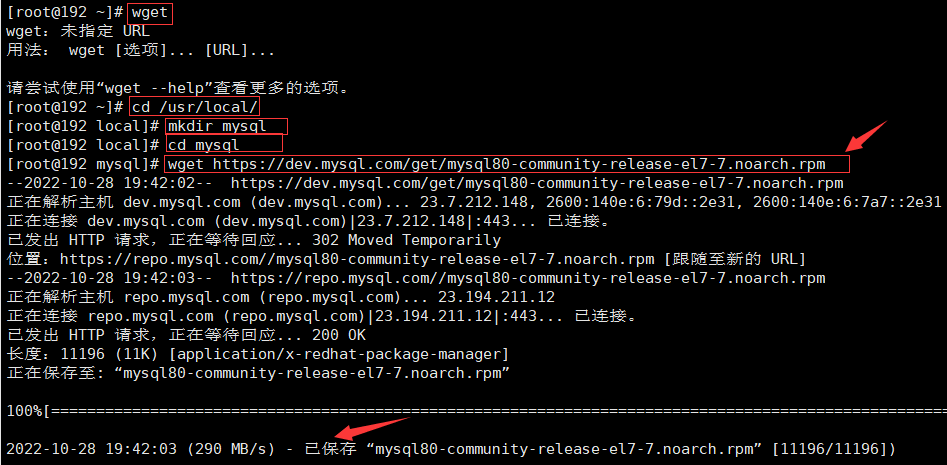 [root@192 ~]# wget
wget：未指定 URL
用法： wget [选项]... [URL]...
请尝试使用“wget --help”查看更多的选项。
[root@192 ~]# cd /usr/local/
[root@192 local]# mkdir mysql
[root@192 local]# cd mysql
[root@192 mysql]# wget https://dev.mysql.com/get/mysql80-community-release-el7-7.noarch.rpm
--2022-10-28 19:42:02--  https://dev.mysql.com/get/mysql80-community-release-el7-7.noarch.rpm
正在解析主机 dev.mysql.com (dev.mysql.com)... 23.7.212.148, 2600:140e:6:79d::2e31, 2600:140e:6:7a7::2e31
正在连接 dev.mysql.com (dev.mysql.com)|23.7.212.148|:443... 已连接。
已发出 HTTP 请求，正在等待回应... 302 Moved Temporarily
位置：https://repo.mysql.com//mysql80-community-release-el7-7.noarch.rpm [跟随至新的 URL]
--2022-10-28 19:42:03--  https://repo.mysql.com//mysql80-community-release-el7-7.noarch.rpm
正在解析主机 repo.mysql.com (repo.mysql.com)... 23.194.211.12
正在连接 repo.mysql.com (repo.mysql.com)|23.194.211.12|:443... 已连接。
已发出 HTTP 请求，正在等待回应... 200 OK
长度：11196 (11K) [application/x-redhat-package-manager]
正在保存至: “mysql80-community-release-el7-7.noarch.rpm”
100%[====================================================================================================
2022-10-28 19:42:03 (290 MB/s) - 已保存 “mysql80-community-release-el7-7.noarch.rpm” [11196/11196])